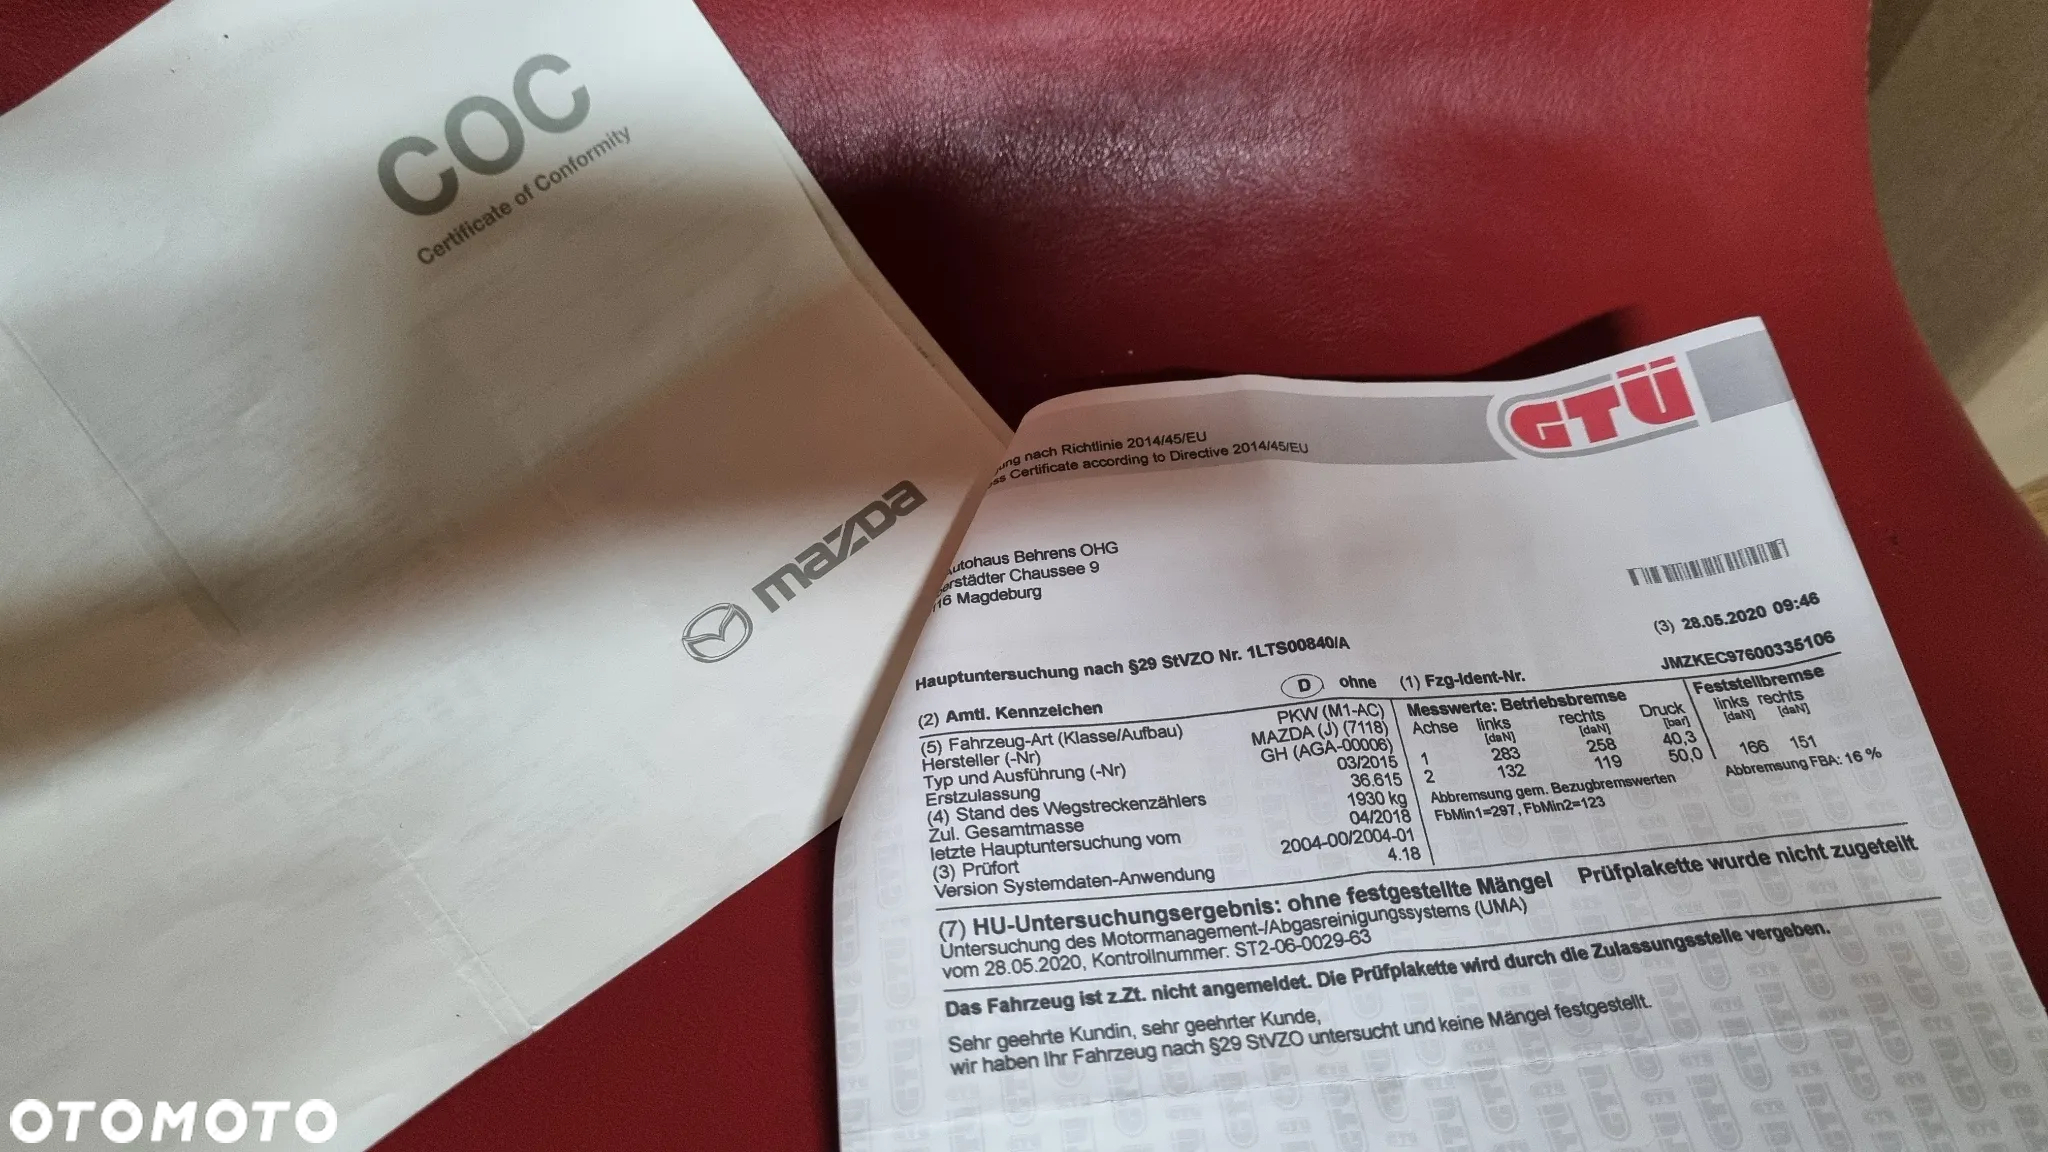 COC
Certificate of Conformity
mazda
GTÜ
nach Richtlinie 2014/45/EU
Certificate according to Directive 2014/45/EU
Behrens OHG
Chaussee 9
Magdeburg
(3) 28.05.2020 09:46
Hauptuntersuchung nach §29 StVZO Nr. 1LTS00840/A
(2) Amtl. Kennzeichen D ohne
(1) Fzg-Ident-Nr. JMZKEC97600335106
(5) Fahrzeug-Art (Klasse/Aufbau) PKW (M1-AC)
Hersteller (-Nr) MAZDA (J) (7118)
Typ und Ausführung (-Nr) GH (AGA-00006)
Erstzulassung 03/2015
(4) Stand des Wegstreckenzählers 36.615
Zul. Gesamtmasse 1930 kg
letzte Hauptuntersuchung vom 04/2018
(3) Prüfort 2004-00/2004-01
Version Systemdaten-Anwendung 4.18
Messwerte: Betriebsbremse Feststellbremse
Achse links rechts Druck links rechts
[daN] [daN] [bar] [daN] [daN]
1 283 258 40,3
2 132 119 50,0 166 151
Abbremsung gem. Bezugbremswerten Abbremsung FBA: 16 %
FbMin1=297, FbMin2=123
(7) HU-Untersuchungsergebnis: ohne festgestellte Mängel Prüfplakette wurde nicht zugeteilt
Untersuchung des Motormanagement-/Abgasreinigungssystems (UMA)
vom 28.05.2020, Kontrollnummer: ST2-06-0029-63
Das Fahrzeug ist z.Zt. nicht angemeldet. Die Prüfplakette wird durch die Zulassungsstelle vergeben.
Sehr geehrte Kundin, sehr geehrter Kunde,
wir haben Ihr Fahrzeug nach §29 StVZO untersucht und keine Mängel festgestellt.
OTOMOTO